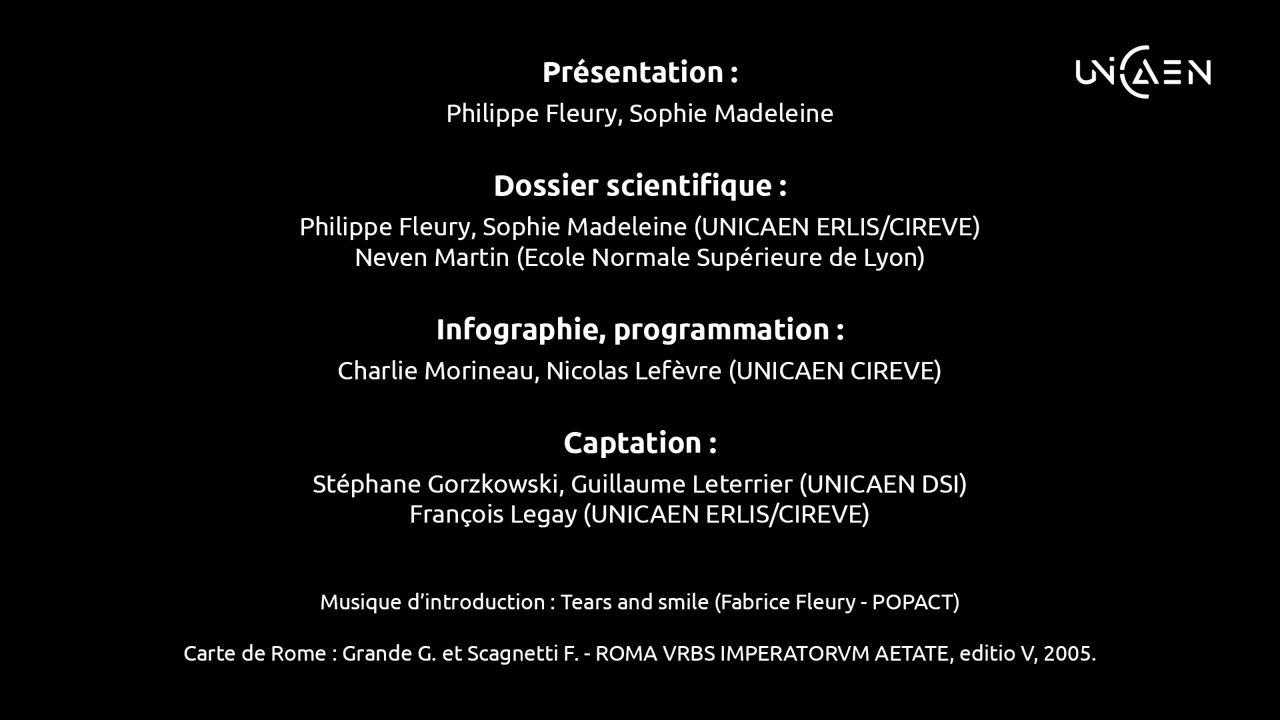 UNICAEN
Présentation :
Philippe Fleury, Sophie Madeleine
Dossier scientifique :
Philippe Fleury, Sophie Madeleine (UNICAEN ERLIS/CIREVE)
Neven Martin (Ecole Normale Supérieure de Lyon)
Infographie, programmation :
Charlie Morineau, Nicolas Lefèvre (UNICAEN CIREVE)
Captation :
Stéphane Gorzkowski, Guillaume Leterrier (UNICAEN DSI)
François Legay (UNICAEN ERLIS/CIREVE)
Musique d’introduction : Tears and smile (Fabrice Fleury - POPACT)
Carte de Rome : Grande G. et Scagnetti F. - ROMA VRBS IMPERATORVM AETATE, editio V, 2005.